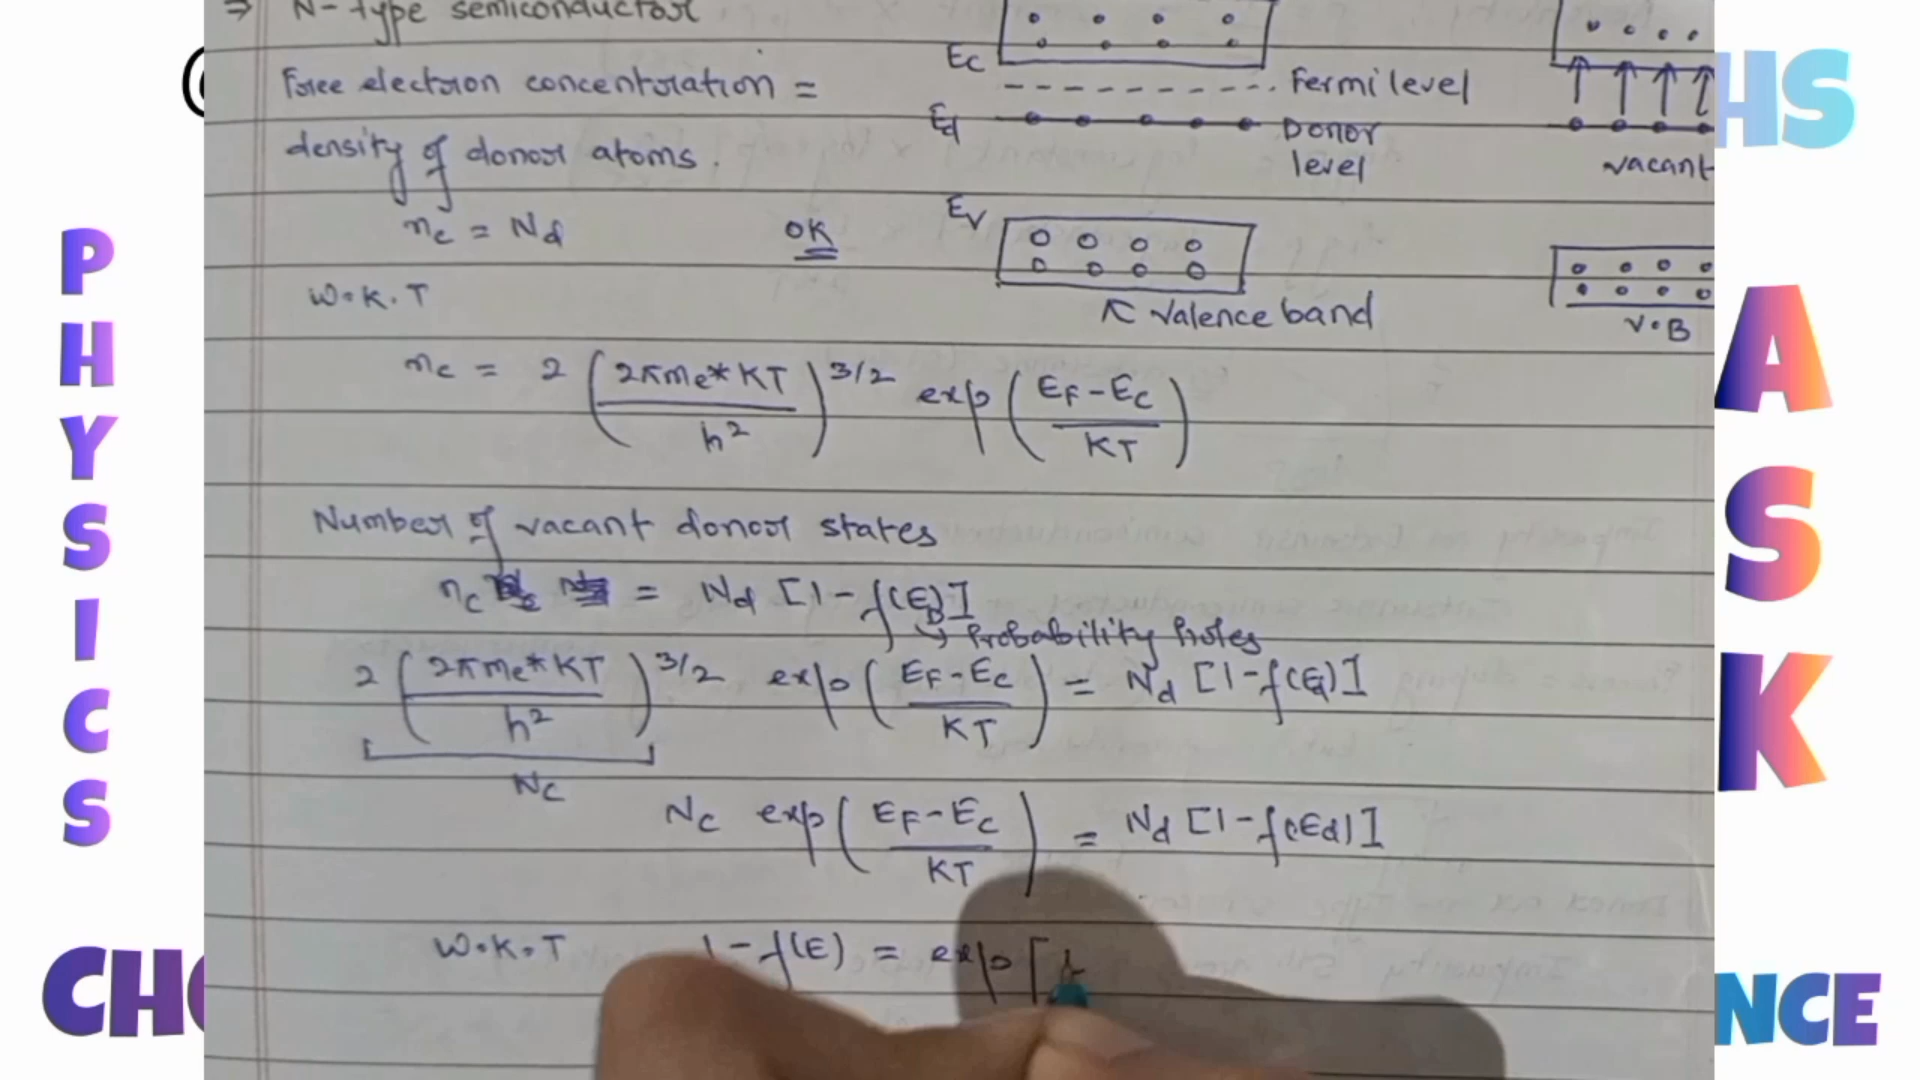 ⇒ N-type semiconductor
Free electron concentration =
density of donor atoms.
nc = Nd
OK
W.K.T
nc = 2 (2πme*KT / h²)^3/2 exp (EF-EC / KT)
Number of vacant donor states
nc = Nd [1-f(ED)]
↳ Probability holes
2 (2πme*KT / h²)^3/2 exp (EF-EC / KT) = Nd [1-f(Ed)]
NC
NC exp (EF-EC / KT) = Nd [1-f(Ed)]
W.K.T 1-f(E) = exp [
EC
Fermi level
Ed
Donor
level
EV
↖ Valence band
vacant
V.B
PHYSICS
HS
ASK
CHO
NCE